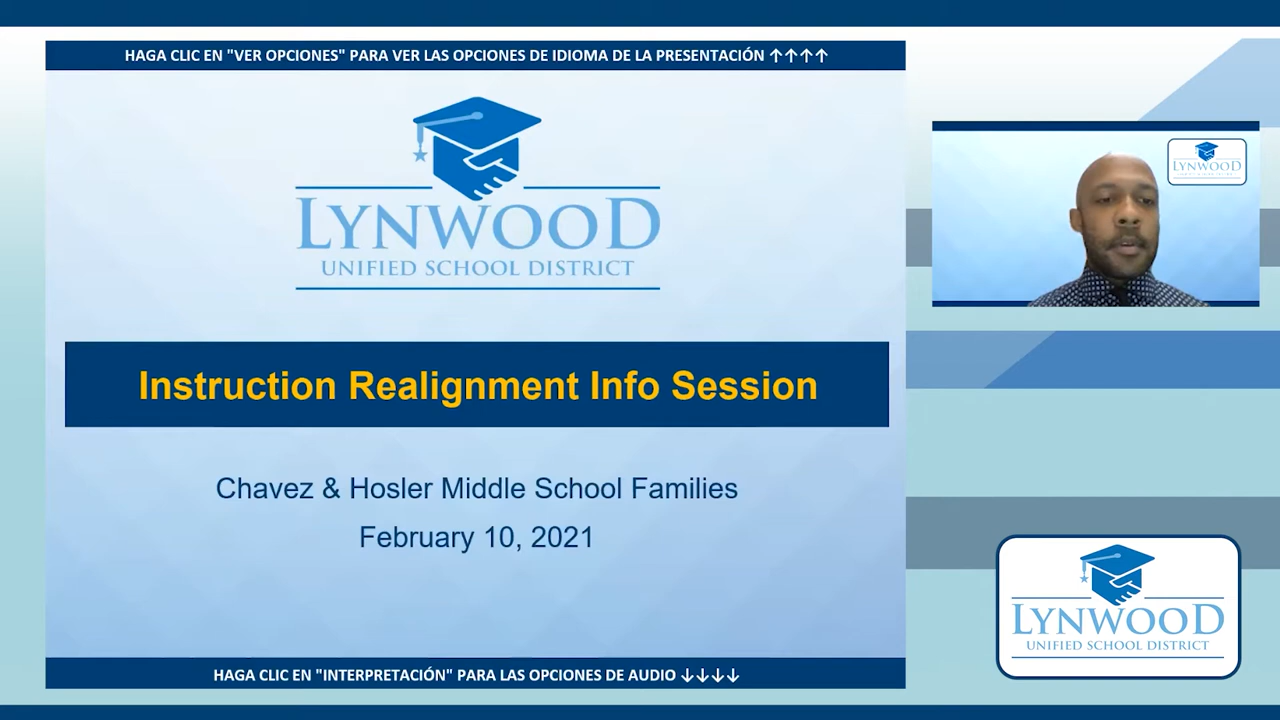 HAGA CLIC EN "VER OPCIONES" PARA VER LAS OPCIONES DE IDIOMA DE LA PRESENTACIÓN ↑↑↑↑
LYNWOOD
UNIFIED SCHOOL DISTRICT
Instruction Realignment Info Session
Chavez & Hosler Middle School Families
February 10, 2021
HAGA CLIC EN "INTERPRETACIÓN" PARA LAS OPCIONES DE AUDIO ↓↓↓↓
LYNWOOD
LYNWOOD
UNIFIED SCHOOL DISTRICT